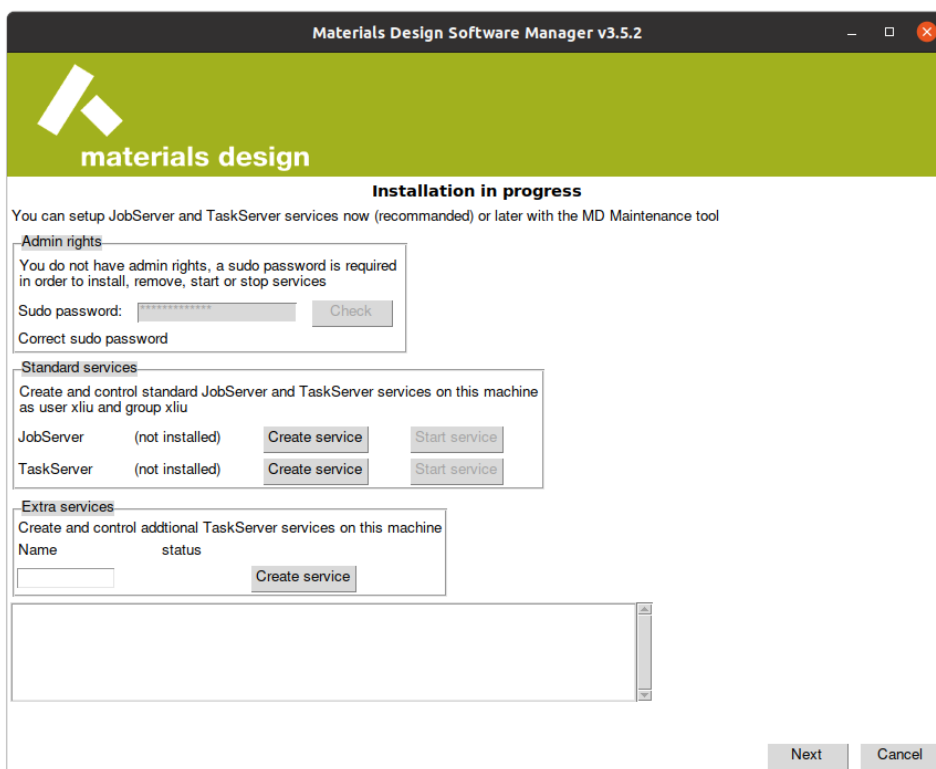 Materials Design Software Manager v3.5.2
materials design
Installation in progress
You can setup JobServer and TaskServer services now (recommanded) or later with the MD Maintenance tool
Admin rights
You do not have admin rights, a sudo password is required
in order to install, remove, start or stop services
Sudo password: ************* Check
Correct sudo password
Standard services
Create and control standard JobServer and TaskServer services on this machine
as user xliu and group xliu
JobServer (not installed) Create service Start service
TaskServer (not installed) Create service Start service
Extra services
Create and control addtional TaskServer services on this machine
Name status
Create service
Next Cancel